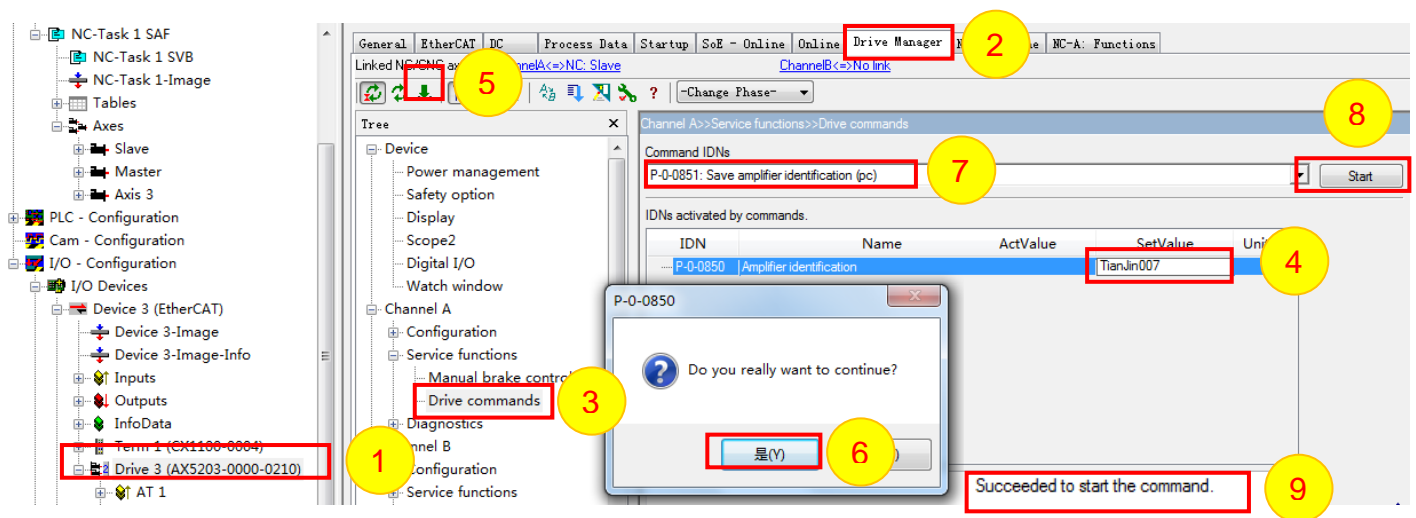 NC-Task 1 SAF
NC-Task 1 SVB
NC-Task 1-Image
Tables
Axes
Slave
Master
Axis 3
PLC - Configuration
Cam - Configuration
I/O - Configuration
I/O Devices
Device 3 (EtherCAT)
Device 3-Image
Device 3-Image-Info
Inputs
Outputs
InfoData
Term 1 (CX1100-0004)
Drive 3 (AX5203-0000-0210)
AT 1
1
General EtherCAT DC Process Data Startup SoE - Online Online Drive Manager NC-A: Functions
2
Linked NC/CNC <=>NC: Slave ChannelB<=>No link
5
? -Change Phase-
Tree X
Device
Power management
Safety option
Display
Scope2
Digital I/O
Watch window
Channel A
Configuration
Service functions
Manual brake
Drive commands
3
Diagnostics
B
Configuration
Service functions
Channel A>>Service functions>>Drive commands
8
Command IDNs
P-0-0851: Save amplifier identification (pc)
7
Start
IDNs activated by commands.
IDN Name ActValue SetValue
P-0-0850 Amplifier identification TianJin007
4
P-0-0850
Do you really want to continue?
是(Y)
6
Succeeded to start the command.
9